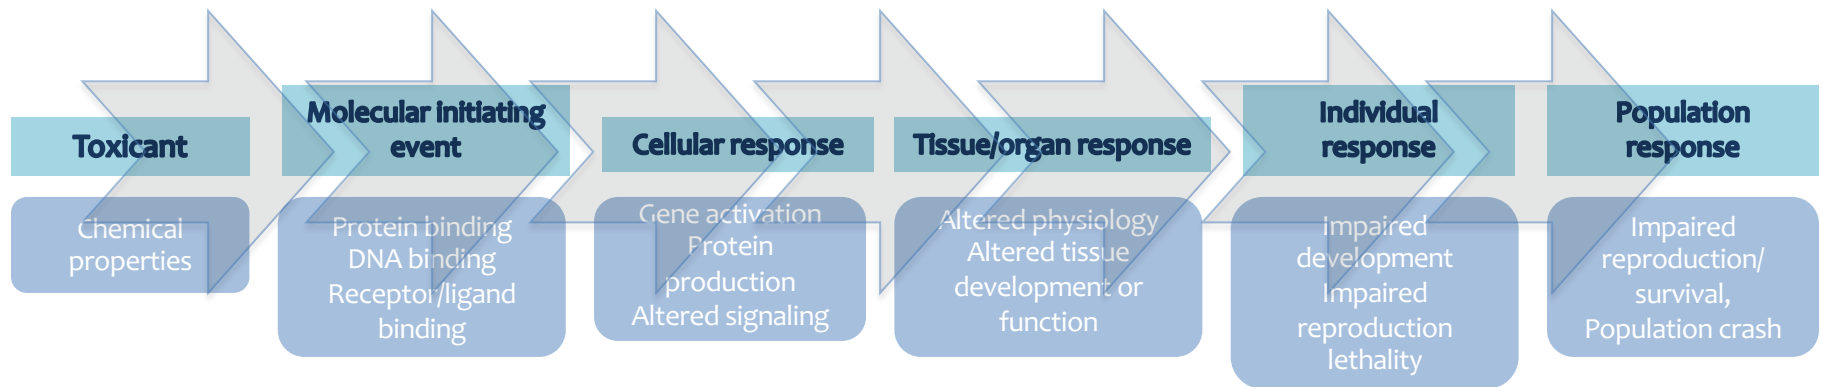 Toxicant
Chemical
properties
Molecular initiating
event
Protein binding
DNA binding
Receptor/ligand
binding
Cellular response
Gene activation
Protein
production
Altered signaling
Tissue/organ response
Altered physiology
Altered tissue
development or
function
Individual
response
Impaired
development
Impaired
reproduction
lethality
Population
response
Impaired
reproduction/
survival,
Population crash